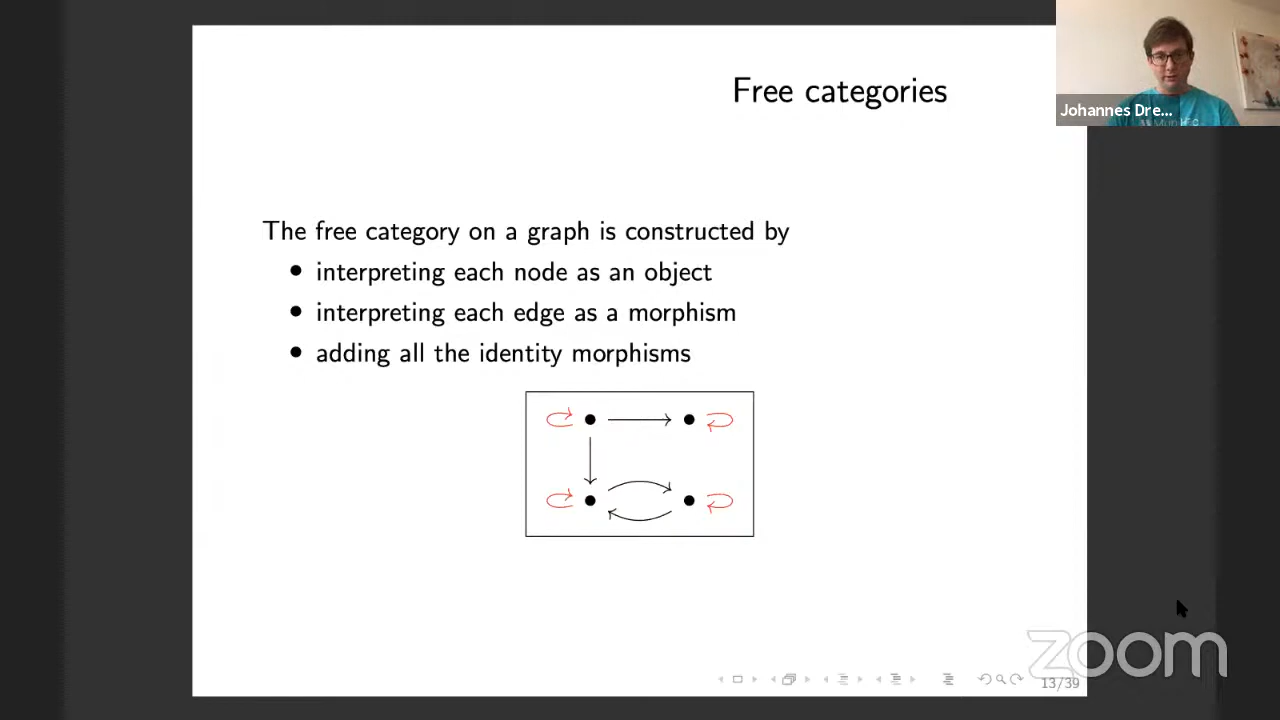 Free categories
Johannes Dre...
The free category on a graph is constructed by
• interpreting each node as an object
• interpreting each edge as a morphism
• adding all the identity morphisms
zoom
13/39